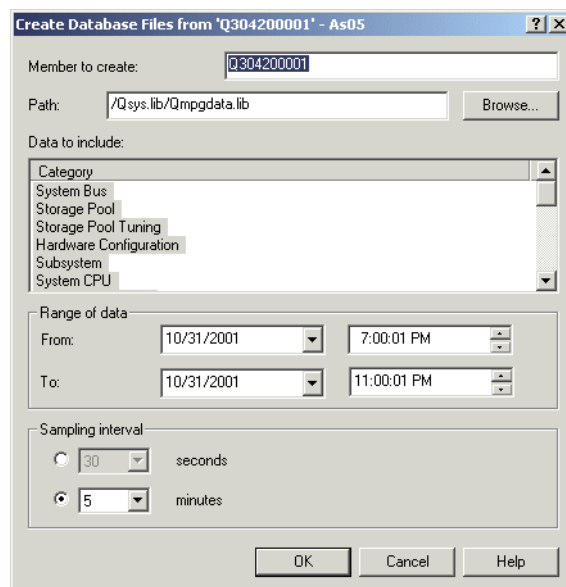 Create Database Files from 'Q304200001' - As05
Member to create: Q304200001
Path: /Qsys.lib/Qmpgdata.lib Browse...
Data to include:
Category
System Bus
Storage Pool
Storage Pool Tuning
Hardware Configuration
Subsystem
System CPU
Range of data
From: 10/31/2001 7:00:01 PM
To: 10/31/2001 11:00:01 PM
Sampling interval
30 seconds
5 minutes
OK Cancel Help